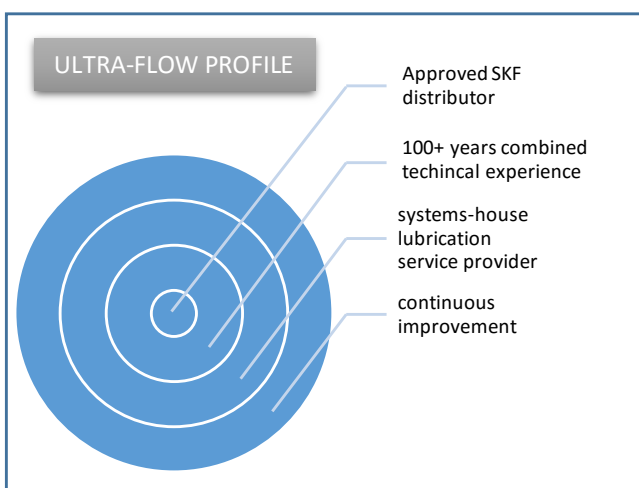 ULTRA-FLOW PROFILE
Approved SKF
distributor
100+ years combined
techincal experience
systems-house
lubrication
service provider
continuous
improvement